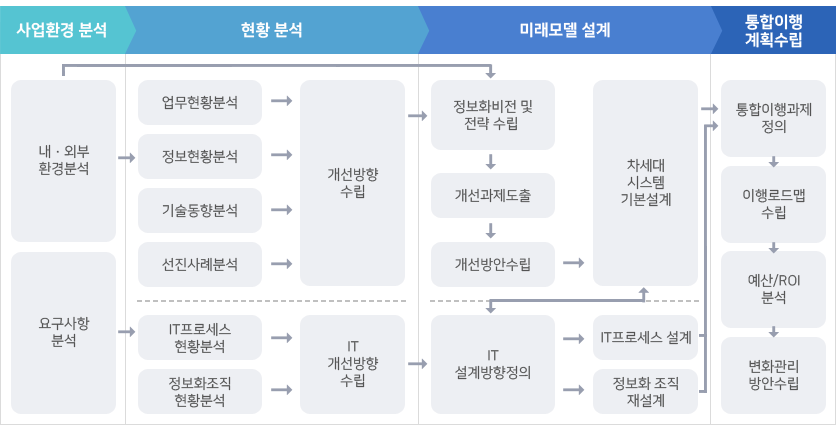 사업환경 분석
현황 분석
미래모델 설계
통합이행
계획수립
내 · 외부
환경분석
요구사항
분석
업무현황분석
정보현황분석
기술동향분석
선진사례분석
IT프로세스
현황분석
정보화조직
현황분석
개선방향
수립
IT
개선방향
수립
정보화비전 및
전략 수립
개선과제도출
개선방안수립
IT
설계방향정의
차세대
시스템
기본설계
IT프로세스 설계
정보화 조직
재설계
통합이행과제
정의
이행로드맵
수립
예산/ROI
분석
변화관리
방안수립